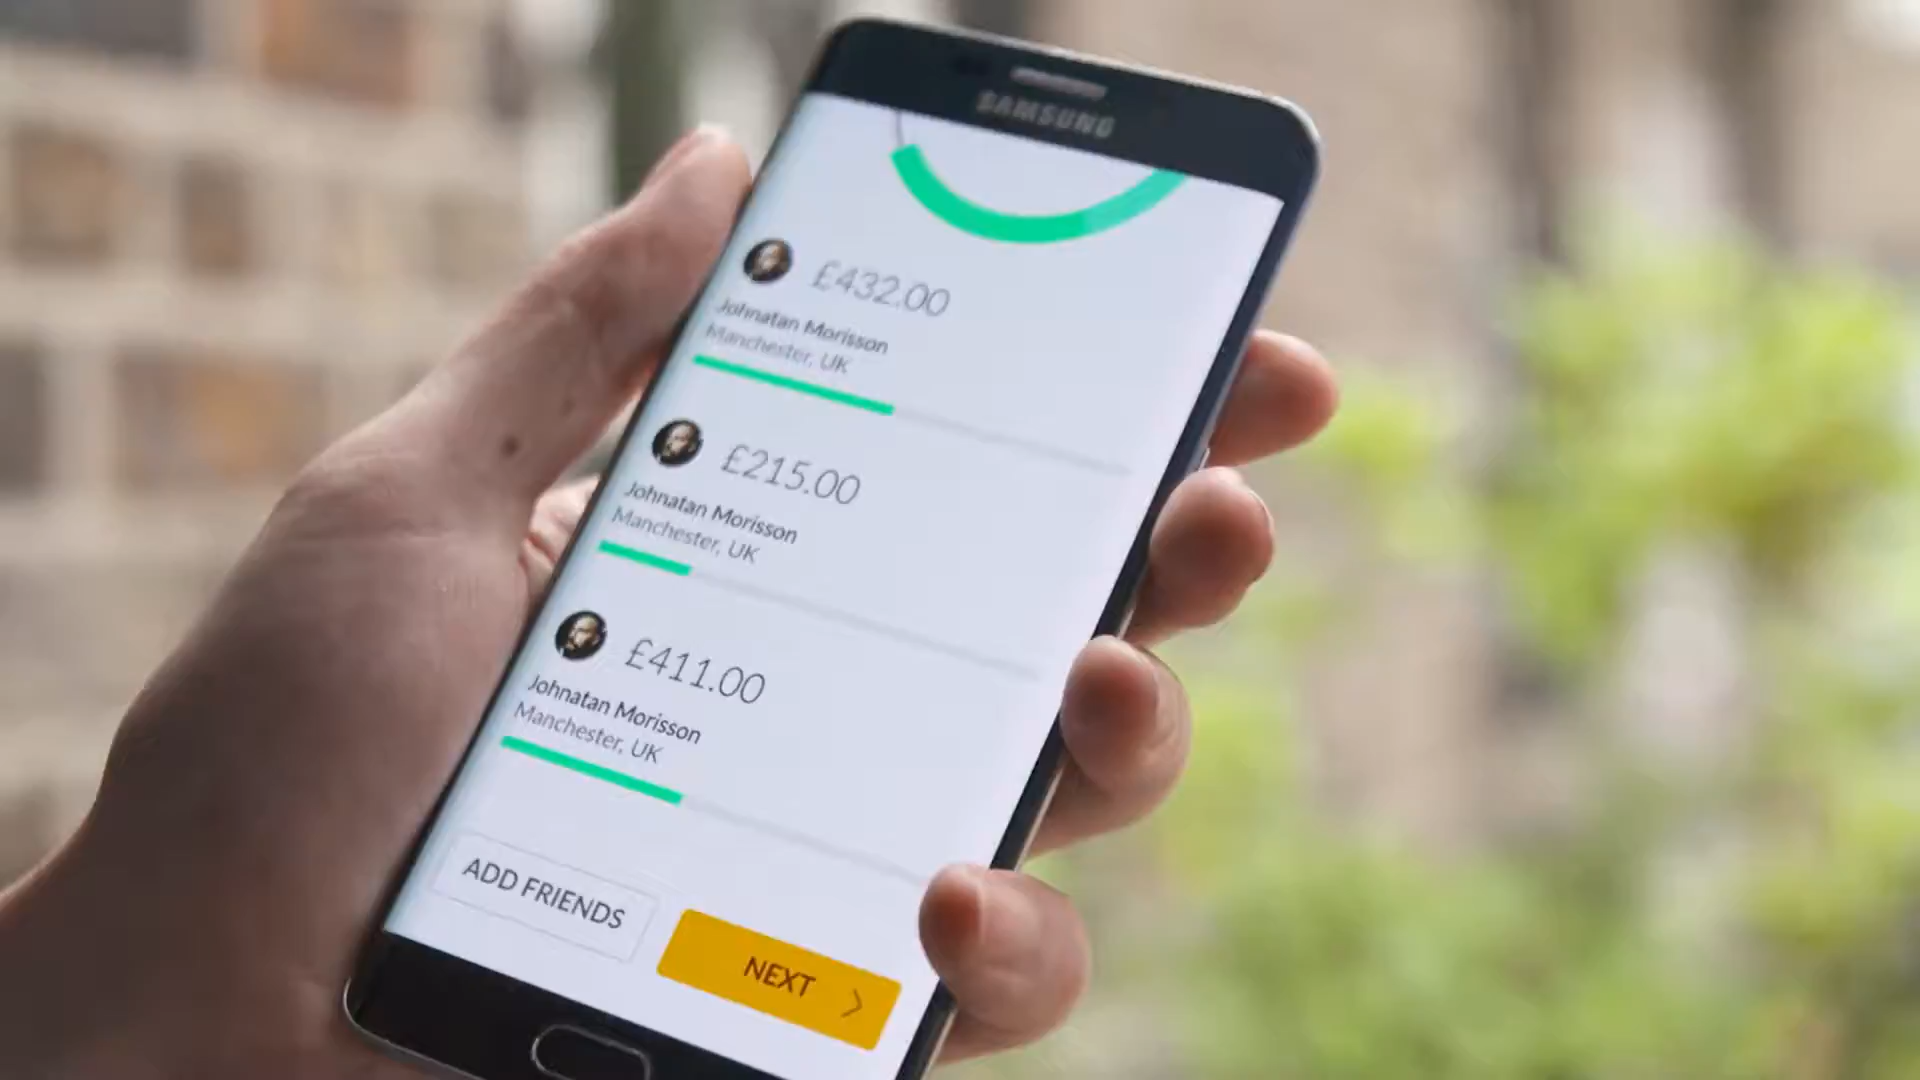 SAMSUNG
£432.00
Johnatan Morisson
Manchester, UK
£215.00
Johnatan Morisson
Manchester, UK
£411.00
Johnatan Morisson
Manchester, UK
ADD FRIENDS
NEXT